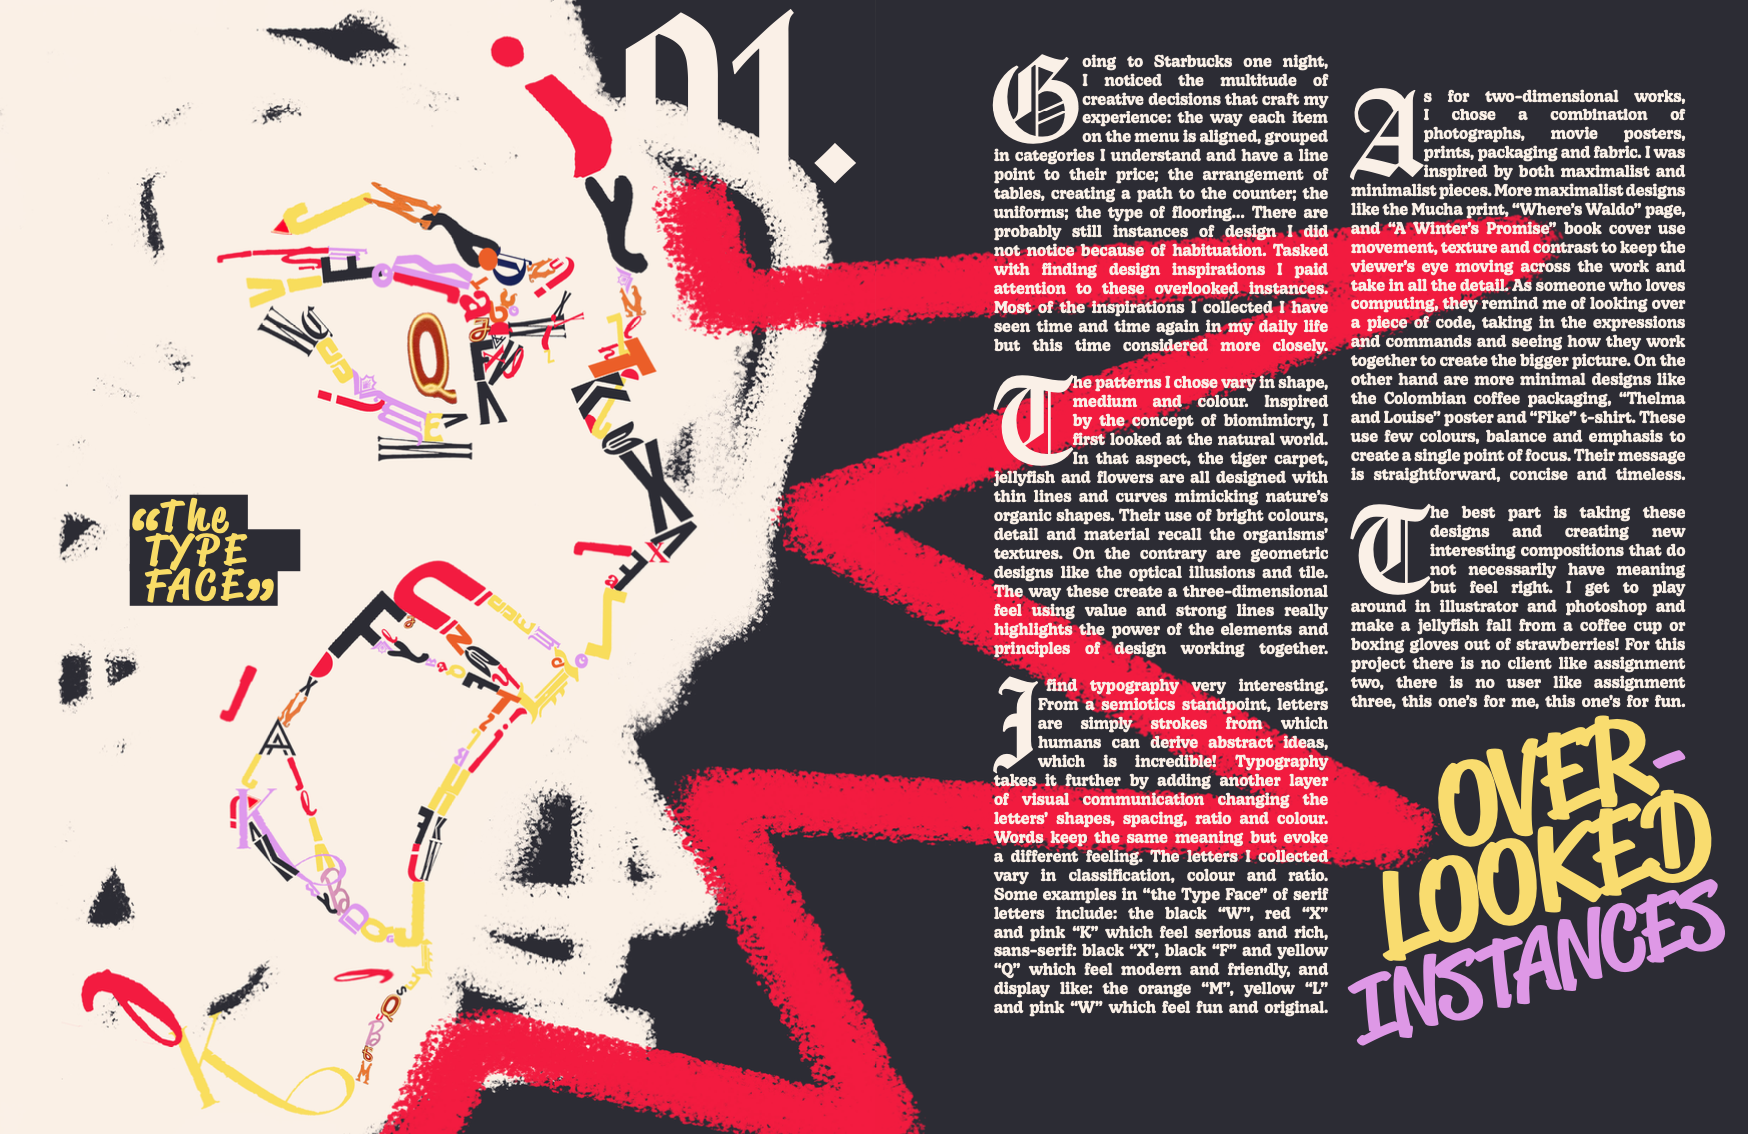 01.
“The
TYPE
FACE”
Going to Starbucks one night,
I noticed the multitude of
creative decisions that craft my
experience: the way each item
on the menu is aligned, grouped
in categories I understand and have a line
point to their price; the arrangement of
tables, creating a path to the counter; the
uniforms; the type of flooring... There are
probably still instances of design I did
not notice because of habituation. Tasked
with finding design inspirations I paid
attention to these overlooked instances.
Most of the inspirations I collected I have
seen time and time again in my daily life
but this time considered more closely.
The patterns I chose vary in shape,
medium and colour. Inspired
by the concept of biomimicry, I
first looked at the natural world.
In that aspect, the tiger carpet,
jellyfish and flowers are all designed with
thin lines and curves mimicking nature’s
organic shapes. Their use of bright colours,
detail and material recall the organisms’
textures. On the contrary are geometric
designs like the optical illusions and tile.
The way these create a three-dimensional
feel using value and strong lines really
highlights the power of the elements and
principles of design working together.
I find typography very interesting.
From a semiotics standpoint, letters
are simply strokes from which
humans can derive abstract ideas,
which is incredible! Typography
takes it further by adding another layer
of visual communication changing the
letters’ shapes, spacing, ratio and colour.
Words keep the same meaning but evoke
a different feeling. The letters I collected
vary in classification, colour and ratio.
Some examples in “the Type Face” of serif
letters include: the black “W”, red “X”
and pink “K” which feel serious and rich,
sans-serif: black “X”, black “F” and yellow
“Q” which feel modern and friendly, and
display like: the orange “M”, yellow “L”
and pink “W” which feel fun and original.
As for two-dimensional works,
I chose a combination of
photographs, movie posters,
prints, packaging and fabric. I was
inspired by both maximalist and
minimalist pieces. More maximalist designs
like the Mucha print, “Where’s Waldo” page,
and “A Winter’s Promise” book cover use
movement, texture and contrast to keep the
viewer’s eye moving across the work and
take in all the detail. As someone who loves
computing, they remind me of looking over
a piece of code, taking in the expressions
and commands and seeing how they work
together to create the bigger picture. On the
other hand are more minimal designs like
the Colombian coffee packaging, “Thelma
and Louise” poster and “Fike” t-shirt. These
use few colours, balance and emphasis to
create a single point of focus. Their message
is straightforward, concise and timeless.
The best part is taking these
designs and creating new
interesting compositions that do
not necessarily have meaning
but feel right. I get to play
around in illustrator and photoshop and
make a jellyfish fall from a coffee cup or
boxing gloves out of strawberries! For this
project there is no client like assignment
two, there is no user like assignment
three, this one’s for me, this one’s for fun.
OVER-
LOOKED
INSTANCES